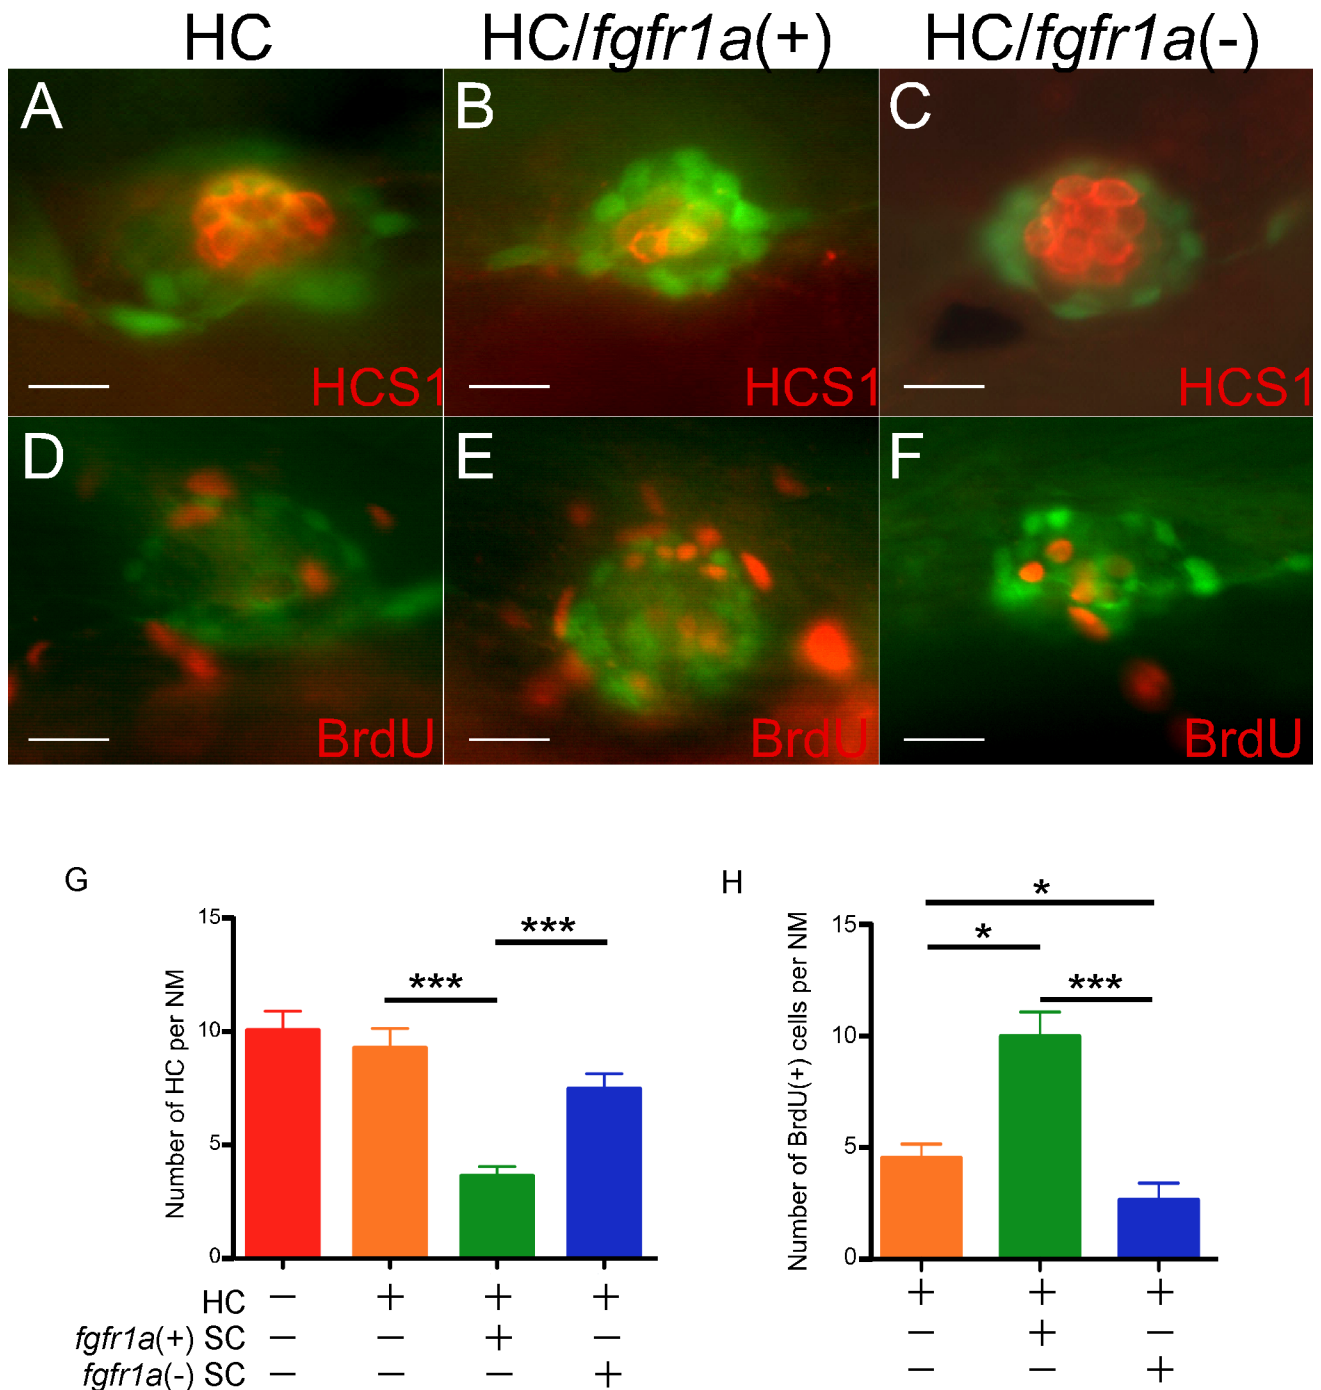 HC HC/fgfr1a(+) HC/fgfr1a(-)
A B C
HCS1 HCS1 HCS1
D E F
BrdU BrdU BrdU
G
Number of HC per NM
15
10
5
0
***
***
HC − + + +
fgfr1a(+) SC − − + −
fgfr1a(-) SC − − − +
H
Number of BrdU(+) cells per NM
15
10
5
0
*
*
***
+ + +
− + −
− − +